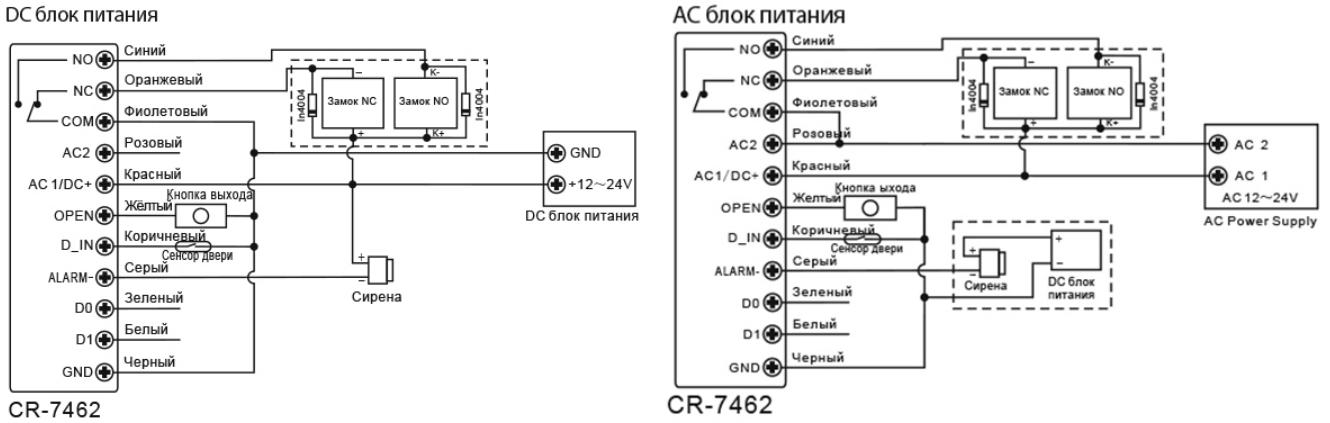 DC блок питания
NO
Синий
NC
Оранжевый
COM
Фиолетовый
AC2
Розовый
AC 1/DC+
Красный
OPEN
Жёлтый
D_IN
Коричневый
ALARM-
Серый
D0
Зеленый
D1
Белый
GND
Черный
In4004
−
Замок NC
+
K-
Замок NO
K+
In4004
Кнопка выхода
Сенсор двери
+
−
Сирена
GND
+12～24V
DC блок питания
CR-7462
AC блок питания
NO
Синий
NC
Оранжевый
COM
Фиолетовый
AC2
Розовый
AC1/DC+
Красный
OPEN
Желтый
D_IN
Коричневый
ALARM-
Серый
D0
Зеленый
D1
Белый
GND
Черный
In4004
−
Замок NC
+
K-
Замок NO
K+
In4004
Кнопка выхода
Сенсор двери
+
−
Сирена
+
−
DC блок
питания
AC 2
AC 1
AC 12～24V
AC Power Supply
CR-7462